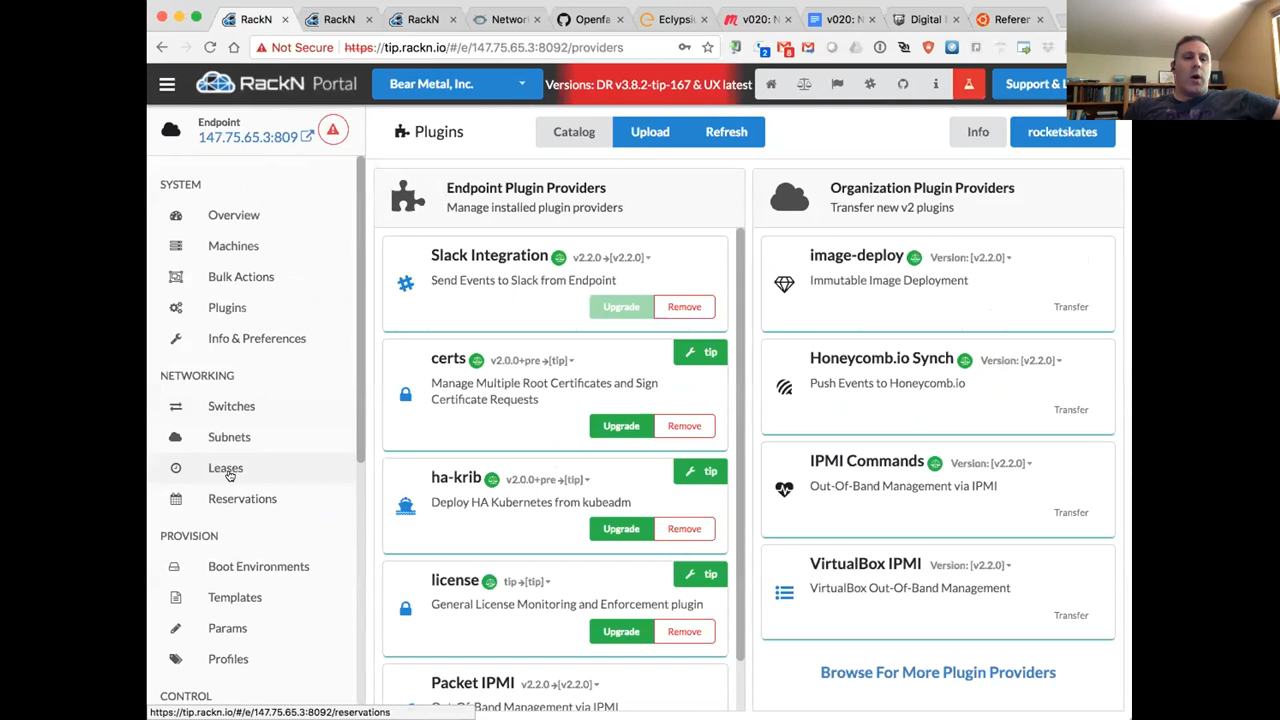 RackN
RackN
RackN
Networ
Openfa
Eclypsi
v020: N
v020: N
Digital
Referer
Not Secure
https://tip.rackn.io/#/e/147.75.65.3:8092/providers
2
8
RackN Portal
Bear Metal, Inc.
Versions: DR v3.8.2-tip-167 & UX latest
Support &
Endpoint
147.75.65.3:809
Plugins
Catalog
Upload
Refresh
Info
rocketskates
SYSTEM
Overview
Machines
Bulk Actions
Plugins
Info & Preferences
NETWORKING
Switches
Subnets
Leases
Reservations
PROVISION
Boot Environments
Templates
Params
Profiles
CONTROL
Endpoint Plugin Providers
Manage installed plugin providers
Slack Integration v2.2.0→[v2.2.0]
Send Events to Slack from Endpoint
Upgrade Remove
certs v2.0.0+pre→[tip]
tip
Manage Multiple Root Certificates and Sign
Certificate Requests
Upgrade Remove
ha-krib v2.0.0+pre→[tip]
tip
Deploy HA Kubernetes from kubeadm
Upgrade Remove
license tip→[tip]
tip
General License Monitoring and Enforcement plugin
Upgrade Remove
Packet IPMI v2.2.0→[v2.2.0]
Out-Of-Band Management via IPMI
Organization Plugin Providers
Transfer new v2 plugins
image-deploy Version: [v2.2.0]
Immutable Image Deployment
Transfer
Honeycomb.io Synch Version: [v2.2.0]
Push Events to Honeycomb.io
Transfer
IPMI Commands Version: [v2.2.0]
Out-Of-Band Management via IPMI
Transfer
VirtualBox IPMI Version: [v2.2.0]
VirtualBox Out-Of-Band Management
Transfer
Browse For More Plugin Providers
https://tip.rackn.io/#/e/147.75.65.3:8092/reservations